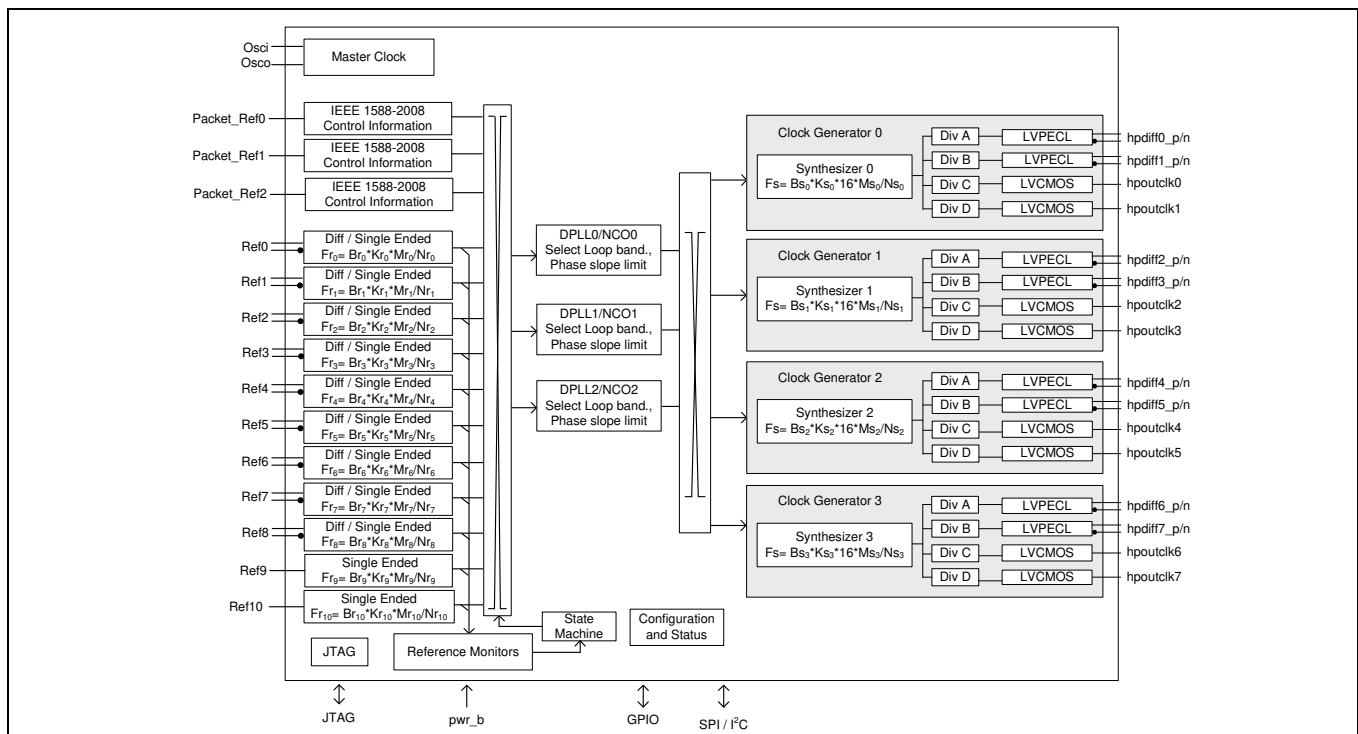 Osci
Osco
Master Clock
Packet_Ref0
IEEE 1588-2008
Control Information
Packet_Ref1
IEEE 1588-2008
Control Information
Packet_Ref2
IEEE 1588-2008
Control Information
Ref0
Diff / Single Ended
Fr₀= Br₀*Kr₀*Mr₀/Nr₀
Ref1
Diff / Single Ended
Fr₁= Br₁*Kr₁*Mr₁/Nr₁
Ref2
Diff / Single Ended
Fr₂= Br₂*Kr₂*Mr₂/Nr₂
Ref3
Diff / Single Ended
Fr₃= Br₃*Kr₃*Mr₃/Nr₃
Ref4
Diff / Single Ended
Fr₄= Br₄*Kr₄*Mr₄/Nr₄
Ref5
Diff / Single Ended
Fr₅= Br₅*Kr₅*Mr₅/Nr₅
Ref6
Diff / Single Ended
Fr₆= Br₆*Kr₆*Mr₆/Nr₆
Ref7
Diff / Single Ended
Fr₇= Br₇*Kr₇*Mr₇/Nr₇
Ref8
Diff / Single Ended
Fr₈= Br₈*Kr₈*Mr₈/Nr₈
Ref9
Single Ended
Fr₉= Br₉*Kr₉*Mr₉/Nr₉
Ref10
Single Ended
Fr₁₀= Br₁₀*Kr₁₀*Mr₁₀/Nr₁₀
DPLL0/NCO0
Select Loop band.,
Phase slope limit
DPLL1/NCO1
Select Loop band.,
Phase slope limit
DPLL2/NCO2
Select Loop band.,
Phase slope limit
Clock Generator 0
Synthesizer 0
Fs= Bs₀*Ks₀*16*Ms₀/Ns₀
Div A
LVPECL
hpdiff0_p/n
Div B
LVPECL
hpdiff1_p/n
Div C
LVCMOS
hpoutclk0
Div D
LVCMOS
hpoutclk1
Clock Generator 1
Synthesizer 1
Fs= Bs₁*Ks₁*16*Ms₁/Ns₁
Div A
LVPECL
hpdiff2_p/n
Div B
LVPECL
hpdiff3_p/n
Div C
LVCMOS
hpoutclk2
Div D
LVCMOS
hpoutclk3
Clock Generator 2
Synthesizer 2
Fs= Bs₂*Ks₂*16*Ms₂/Ns₂
Div A
LVPECL
hpdiff4_p/n
Div B
LVPECL
hpdiff5_p/n
Div C
LVCMOS
hpoutclk4
Div D
LVCMOS
hpoutclk5
Clock Generator 3
Synthesizer 3
Fs= Bs₃*Ks₃*16*Ms₃/Ns₃
Div A
LVPECL
hpdiff6_p/n
Div B
LVPECL
hpdiff7_p/n
Div C
LVCMOS
hpoutclk6
Div D
LVCMOS
hpoutclk7
JTAG
Reference Monitors
State
Machine
Configuration
and Status
JTAG
pwr_b
GPIO
SPI / I²C